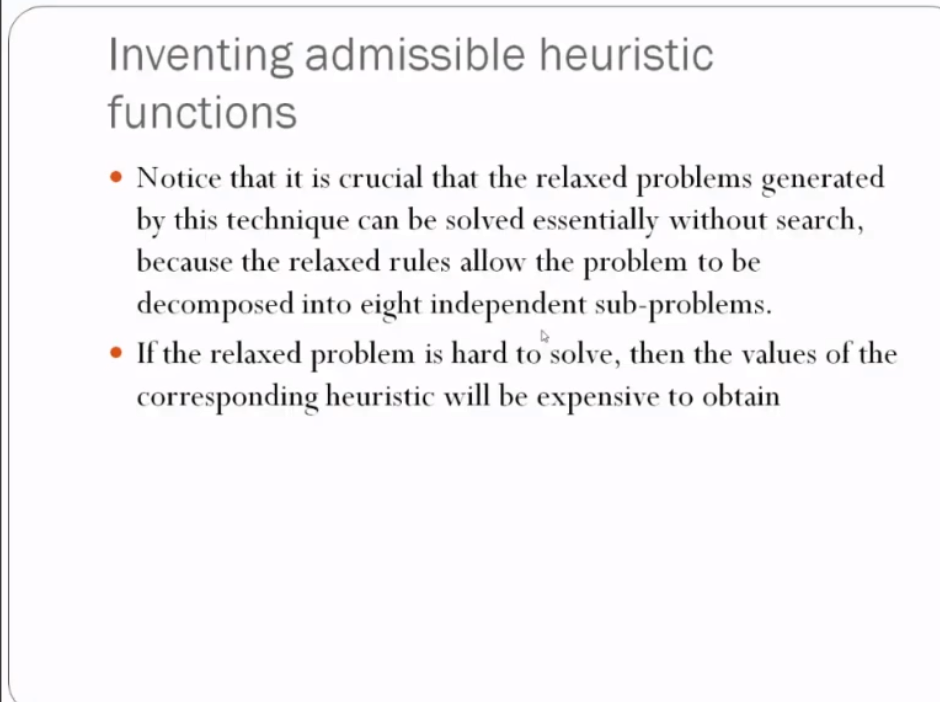 Inventing admissible heuristic
functions
• Notice that it is crucial that the relaxed problems generated
by this technique can be solved essentially without search,
because the relaxed rules allow the problem to be
decomposed into eight independent sub-problems.
• If the relaxed problem is hard to solve, then the values of the
corresponding heuristic will be expensive to obtain